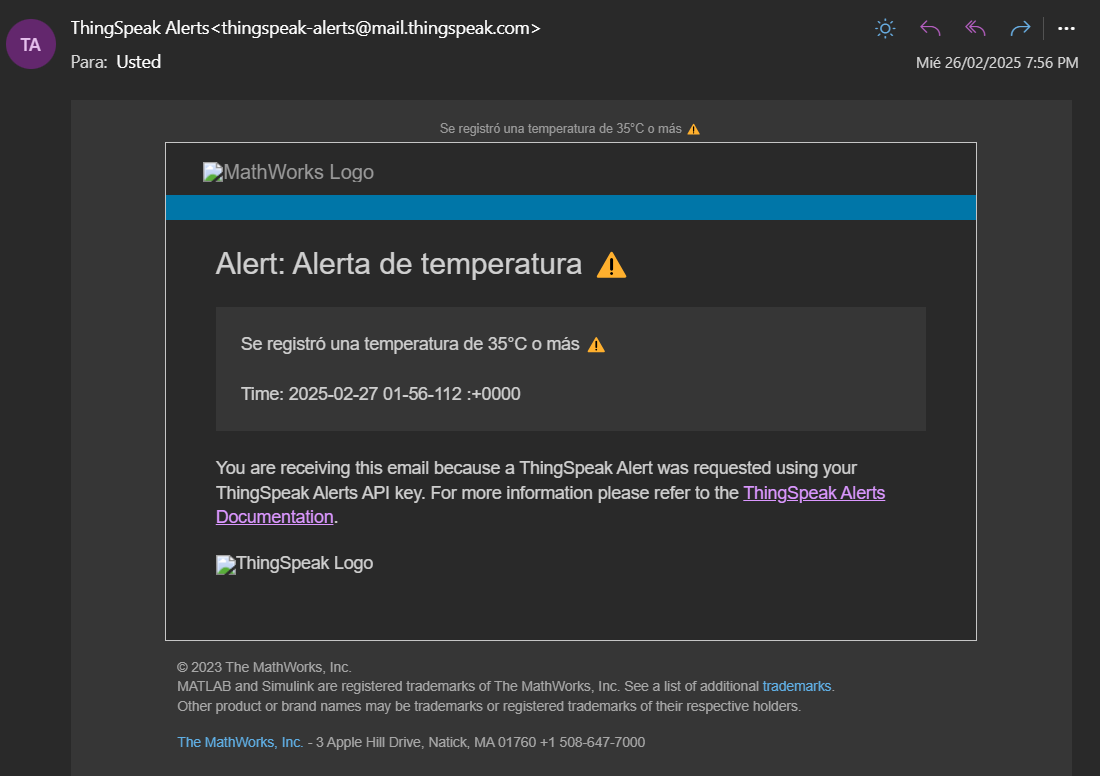 TA
ThingSpeak Alerts<thingspeak-alerts@mail.thingspeak.com>
Para: Usted
Mié 26/02/2025 7:56 PM
Se registró una temperatura de 35°C o más ⚠️
MathWorks Logo
Alert: Alerta de temperatura ⚠️
Se registró una temperatura de 35°C o más ⚠️
Time: 2025-02-27 01-56-112 :+0000
You are receiving this email because a ThingSpeak Alert was requested using your
ThingSpeak Alerts API key. For more information please refer to the ThingSpeak Alerts
Documentation.
ThingSpeak Logo
© 2023 The MathWorks, Inc.
MATLAB and Simulink are registered trademarks of The MathWorks, Inc. See a list of additional trademarks.
Other product or brand names may be trademarks or registered trademarks of their respective holders.
The MathWorks, Inc. - 3 Apple Hill Drive, Natick, MA 01760 +1 508-647-7000